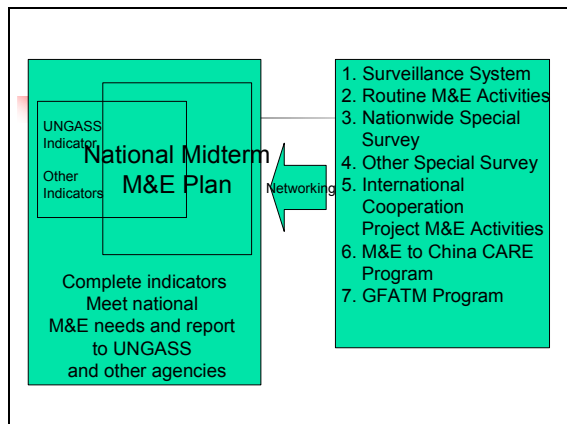 UNGASS
Indicator
Other
Indicators
National Midterm
M&E Plan
Complete indicators
Meet national
M&E needs and report
to UNGASS
and other agencies
Networking
1. Surveillance System
2. Routine M&E Activities
3. Nationwide Special
Survey
4. Other Special Survey
5. International
Cooperation
Project M&E Activities
6. M&E to China CARE
Program
7. GFATM Program